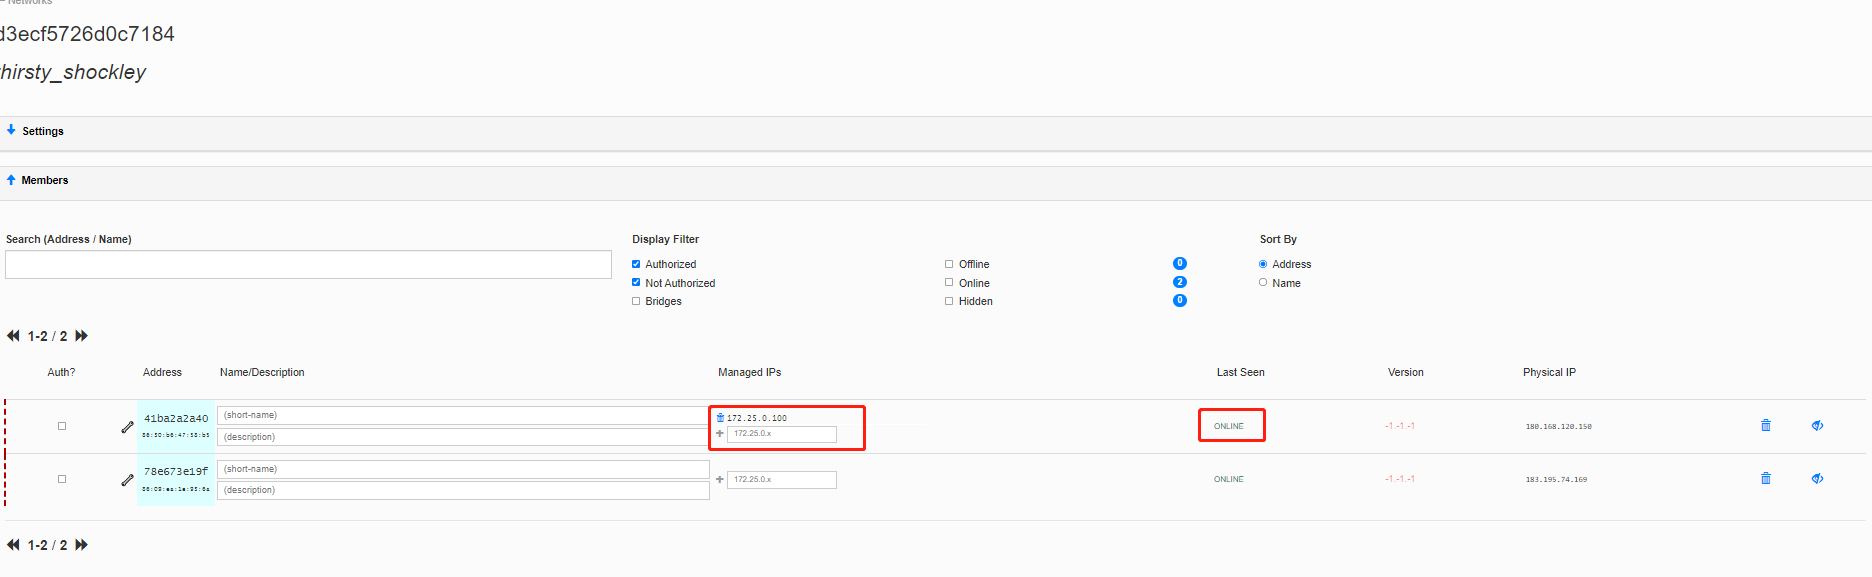 Networks
d3ecf5726d0c7184
thirsty_shockley
Settings
Members
Search (Address / Name)
Display Filter
Sort By
Authorized
Offline
0
Address
Not Authorized
Online
2
Name
Bridges
Hidden
0
1-2 / 2
Auth?
Address
Name/Description
Managed IPs
Last Seen
Version
Physical IP
41ba2a2a40
(short-name)
172.25.0.100
ONLINE
-1.-1.-1
180.168.120.150
(description)
172.25.0.x
78e673e19f
(short-name)
172.25.0.x
ONLINE
-1.-1.-1
183.195.74.169
(description)
1-2 / 2